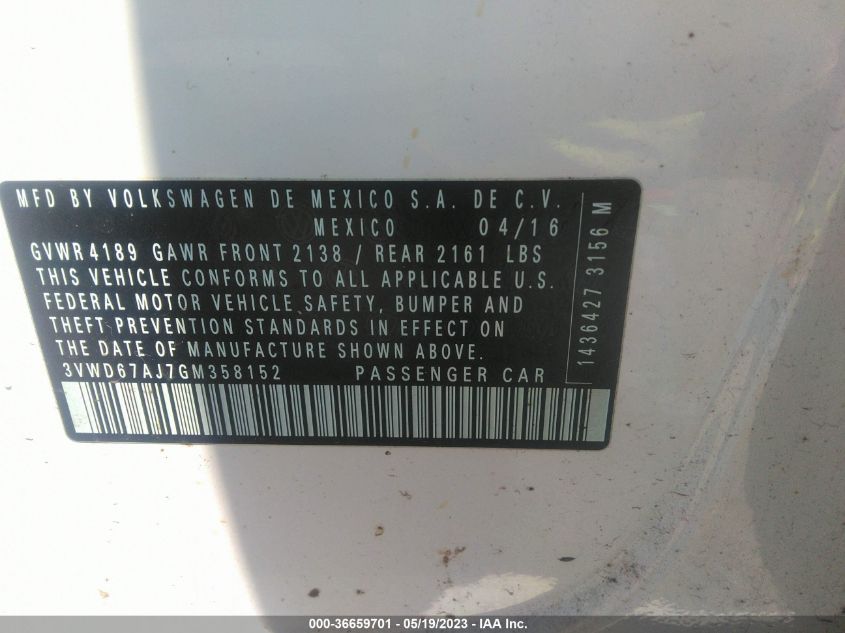 MFD BY VOLKSWAGEN DE MEXICO S.A. DE C.V.
MEXICO 04/16
GVWR 4189 GAWR FRONT 2138 / REAR 2161 LBS
THIS VEHICLE CONFORMS TO ALL APPLICABLE U.S.
FEDERAL MOTOR VEHICLE SAFETY, BUMPER AND
THEFT PREVENTION STANDARDS IN EFFECT ON
THE DATE OF MANUFACTURE SHOWN ABOVE.
3VWD67AJ7GM358152 PASSENGER CAR
1436427 3156 M
000-36659701 - 05/19/2023 - IAA Inc.